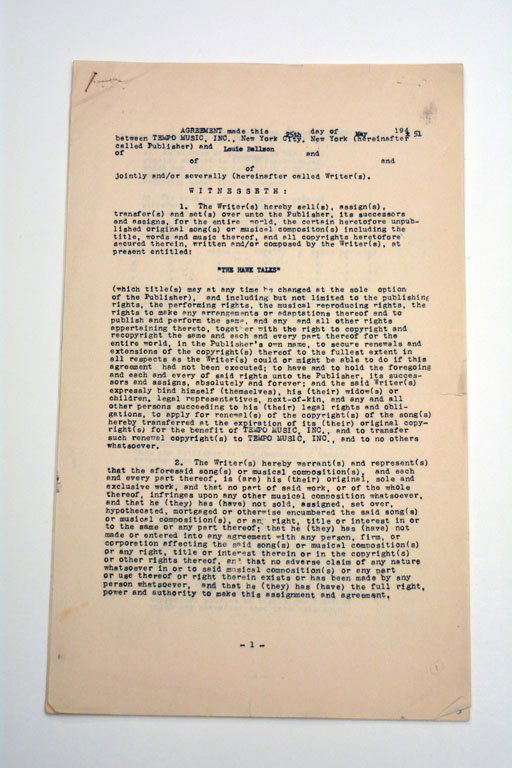 AGREEMENT made this 25th day of May 194 51
between TEMPO MUSIC, INC., New York City, New York (hereinafter
called Publisher) and Louie Bellson and
of and
of
of
jointly and/or severally (hereinafter called Writer(s).
WITNESSETH:
1. The Writer(s) hereby sell(s), assign(s),
transfer(s) and set(s) over unto the Publisher, its successors
and assigns, for the entire world, the certain heretofore unpub-
lished original song(s) or musical compositon(s) including the
title, words and music thereof, and all copyrights heretofore
secured therein, written and/or composed by the Writer(s), at
present entitled:
"THE HAWK TALKS"
(which title(s) may at any time be changed at the sole option
of the Publisher), and including but not limited to the publishing
rights, the performing rights, the musical reproducing rights, the
rights to make any arrangements or adaptations thereof and to
publish and perform the same, and any and all other rights
appertaining thereto, together with the right to copyright and
recopyright the same and each and every part thereof for the
entire world, in the Publisher's own name, to secure renewals and
extensions of the copyright(s) thereof to the fullest extent in
all respects as the Writer(s) could or might be able to do if this
agreement had not been executed; to have and to hold the foregoing
and each and every of said rights unto the Publisher, its succes-
sors and assigns, absolutely and forever; and the said Writer(s)
expressly bind himself (themselves), his (their) widow(s) or
children, legal representatives, next-of-kin, and any and all
other persons succeeding to his (their) legal rights and obli-
gations, to apply for renewal(s) of the copyright(s) of the song(s)
hereby transferred at the expiration of its (their) original copy-
right(s) for the benefit of TEMPO MUSIC, INC., and to transfer
such renewal copyright(s) to TEMPO MUSIC, INC., and to no others
whatsoever.
2. The Writer(s) hereby warrant(s) and represent(s)
that the aforesaid song(s) or musical composition(s), and each
and every part thereof, is (are) his (their) original, sole and
exclusive work, and that no part of said work, or of the whole
thereof, infringes upon any other musical composition whatsoever,
and that he (they) has (have) not sold, assigned, set over,
hypothecated, mortgaged or otherwise encumbered the said song(s)
or musical composition(s), or any right, title or interest in or
to the same or any part thereof; that he (they) has (have) not
made or entered into any agreement with any person, firm, or
corporation affecting the said song(s) or musical composition(s)
or any right, title or interest therein or in the copyright(s)
or other rights thereof, and that no adverse claim of any nature
whatsoever in or to said musical composition(s) or any part
or use thereof or right therein exists or has been made by any
person whatsoever, and that he (they) has (have) the full right,
power and authority to make this assignment and agreement,
- 1 -
1